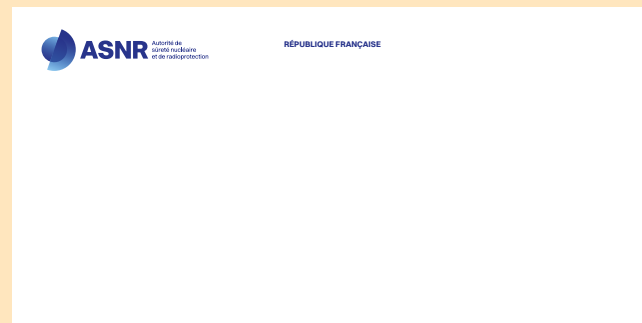 ASNR
Autorité de
sûreté nucléaire
et de radioprotection
RÉPUBLIQUE FRANÇAISE